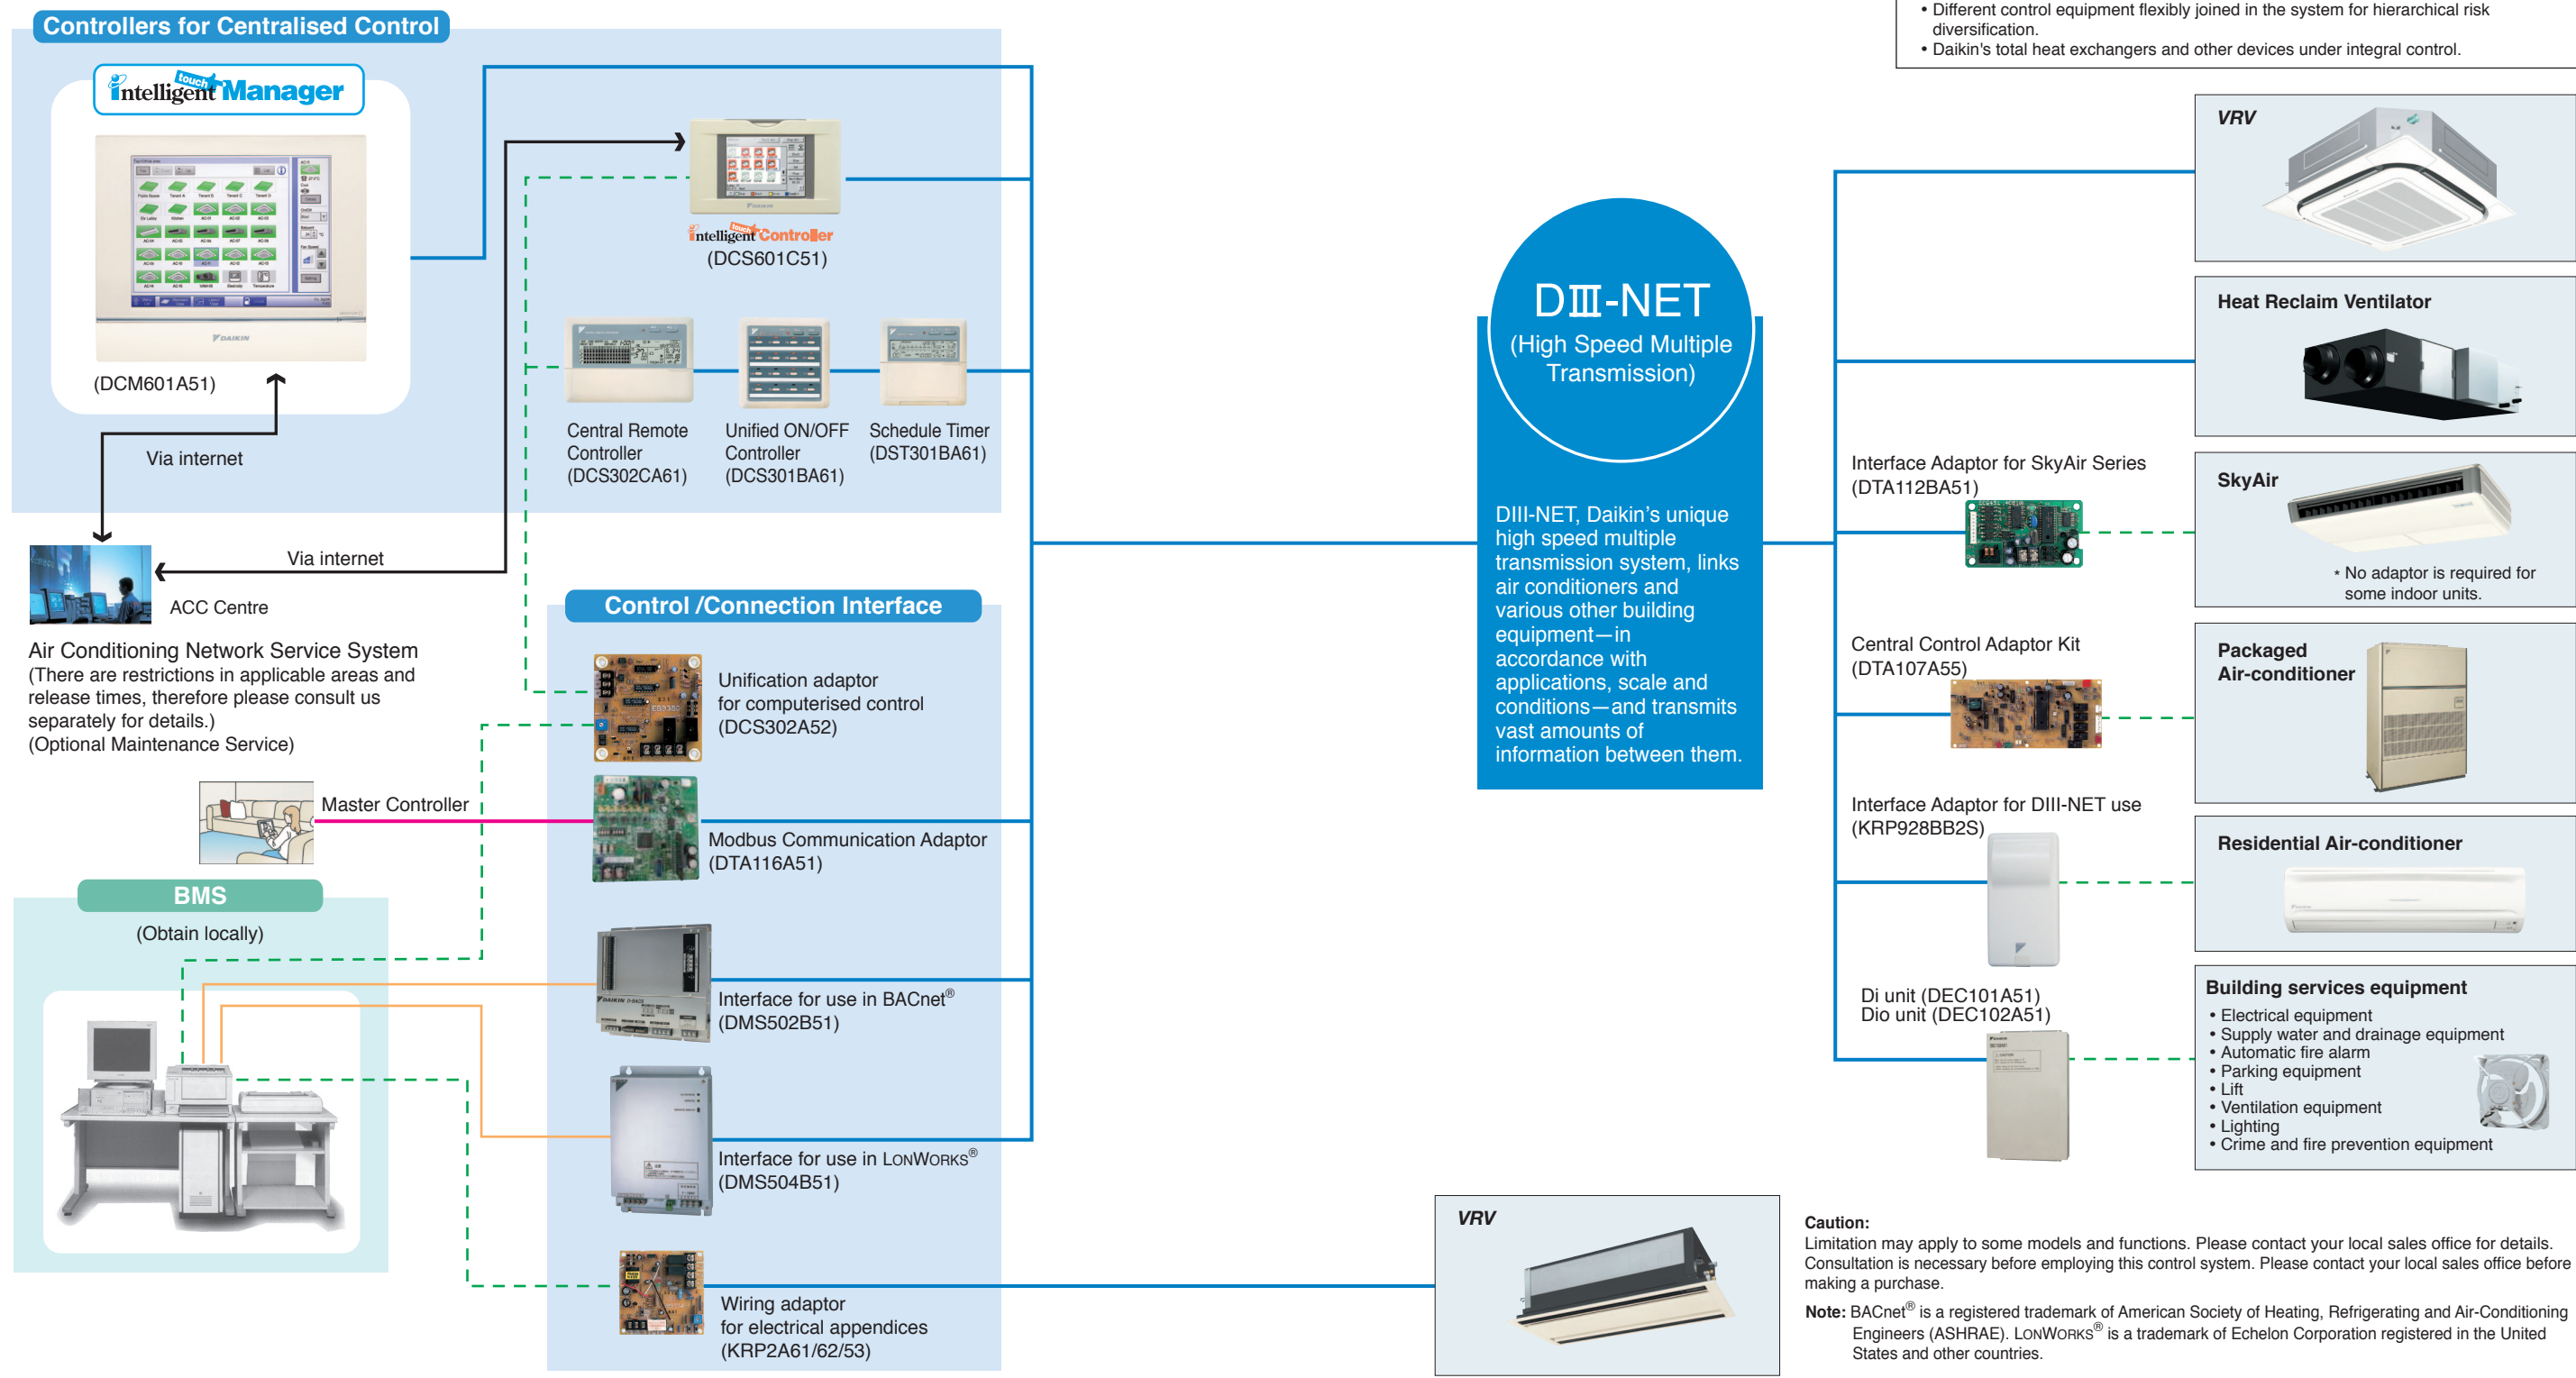 • Different control equipment flexibly joined in the system for hierarchical risk
diversification.
• Daikin's total heat exchangers and other devices under integral control.
Controllers for Centralised Control
intelligent touch Manager
DAIKIN
(DCM601A51)
Via internet
DAIKIN
intelligent touch Controller
(DCS601C51)
Central Remote
Controller
(DCS302CA61)
Unified ON/OFF
Controller
(DCS301BA61)
Schedule Timer
(DST301BA61)
Via internet
ACC Centre
Air Conditioning Network Service System
(There are restrictions in applicable areas and
release times, therefore please consult us
separately for details.)
(Optional Maintenance Service)
Master Controller
BMS
(Obtain locally)
Control /Connection Interface
Unification adaptor
for computerised control
(DCS302A52)
Modbus Communication Adaptor
(DTA116A51)
Interface for use in BACnet®
(DMS502B51)
Interface for use in LONWORKS®
(DMS504B51)
Wiring adaptor
for electrical appendices
(KRP2A61/62/53)
DIII-NET
(High Speed Multiple
Transmission)
DIII-NET, Daikin’s unique
high speed multiple
transmission system, links
air conditioners and
various other building
equipment—in
accordance with
applications, scale and
conditions—and transmits
vast amounts of
information between them.
VRV
Heat Reclaim Ventilator
Interface Adaptor for SkyAir Series
(DTA112BA51)
SkyAir
* No adaptor is required for
some indoor units.
Central Control Adaptor Kit
(DTA107A55)
Packaged
Air-conditioner
Interface Adaptor for DIII-NET use
(KRP928BB2S)
Residential Air-conditioner
Di unit (DEC101A51)
Dio unit (DEC102A51)
Building services equipment
• Electrical equipment
• Supply water and drainage equipment
• Automatic fire alarm
• Parking equipment
• Lift
• Ventilation equipment
• Lighting
• Crime and fire prevention equipment
VRV
Caution:
Limitation may apply to some models and functions. Please contact your local sales office for details.
Consultation is necessary before employing this control system. Please contact your local sales office before
making a purchase.
Note: BACnet® is a registered trademark of American Society of Heating, Refrigerating and Air-Conditioning
Engineers (ASHRAE). LONWORKS® is a trademark of Echelon Corporation registered in the United
States and other countries.